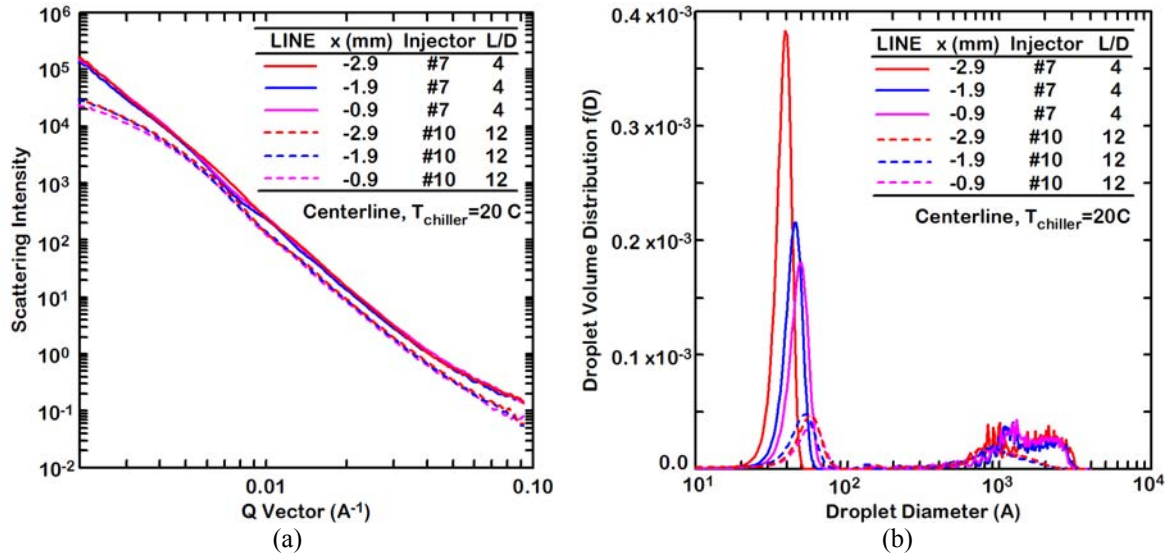 10^6
10^5
10^4
10^3
10^2
10^1
10^0
10^-1
10^-2
Scattering Intensity
LINE x (mm) Injector L/D
-2.9 #7 4
-1.9 #7 4
-0.9 #7 4
-2.9 #10 12
-1.9 #10 12
-0.9 #10 12
Centerline, T_chiller=20 C
0.01 0.10
Q Vector (A^-1)
(a)
0.4 x10^-3
0.3 x10^-3
0.2 x10^-3
0.1 x10^-3
0.0
Droplet Volume Distribution f(D)
LINE x (mm) Injector L/D
-2.9 #7 4
-1.9 #7 4
-0.9 #7 4
-2.9 #10 12
-1.9 #10 12
-0.9 #10 12
Centerline, T_chiller=20C
10^1 10^2 10^3 10^4
Droplet Diameter (A)
(b)